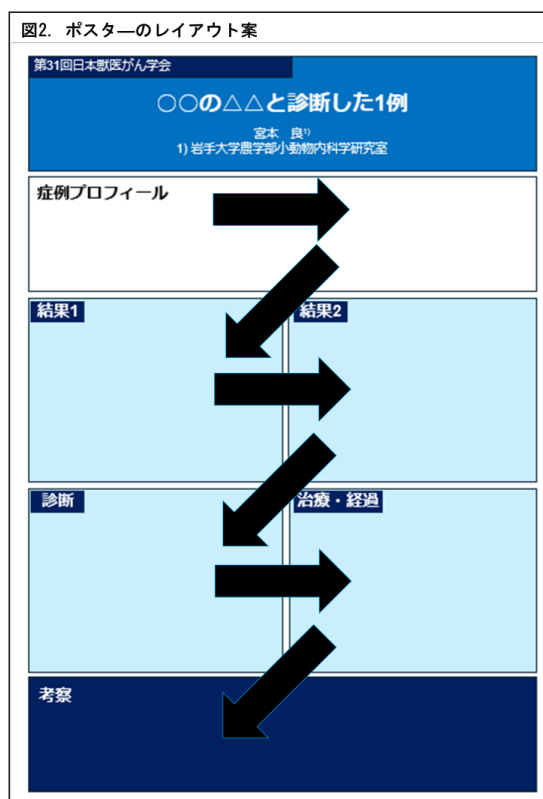 図2. ポスタ―のレイアウト案
第31回日本獣医がん学会
○○の△△と診断した1例
宮本 良1)
1) 岩手大学農学部小動物内科学研究室
症例プロフィール
結果1
結果2
診断
治療・経過
考察